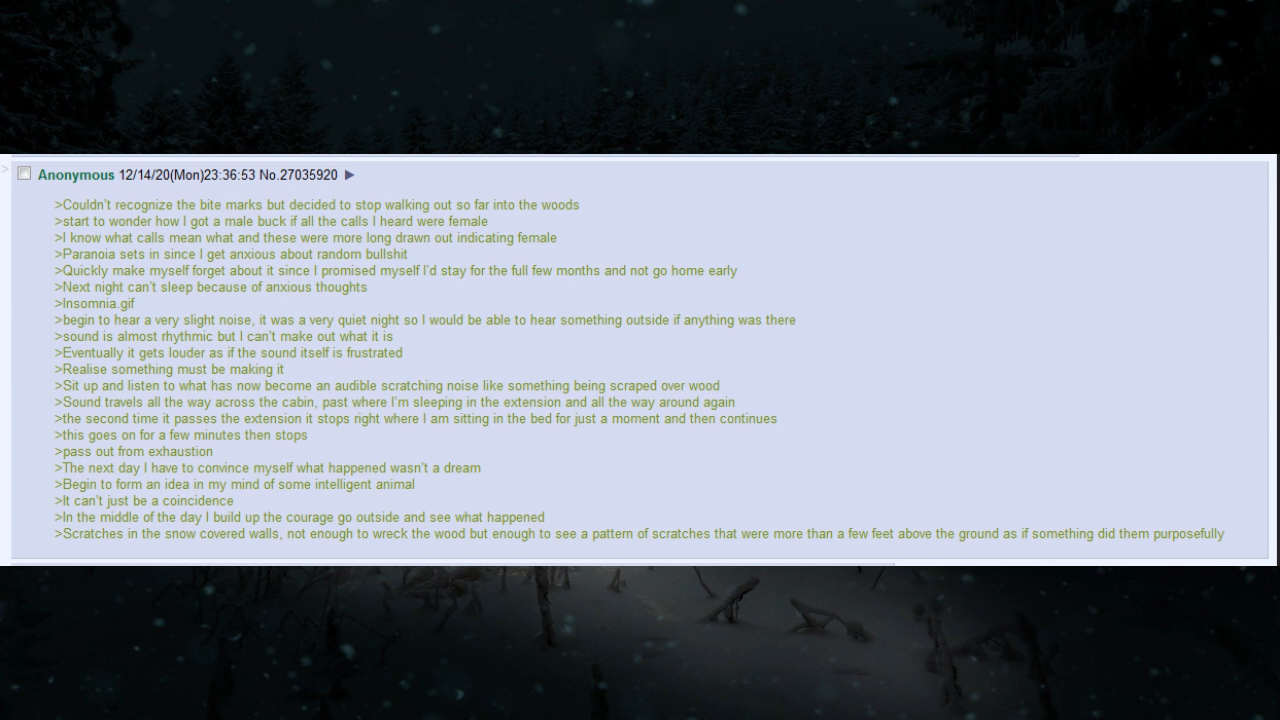 Anonymous 12/14/20(Mon)23:36:53 No.27035920
>Couldn't recognize the bite marks but decided to stop walking out so far into the woods
>start to wonder how I got a male buck if all the calls I heard were female
>I know what calls mean what and these were more long drawn out indicating female
>Paranoia sets in since I get anxious about random bullshit
>Quickly make myself forget about it since I promised myself I'd stay for the full few months and not go home early
>Next night can't sleep because of anxious thoughts
>Insomnia.gif
>begin to hear a very slight noise, it was a very quiet night so I would be able to hear something outside if anything was there
>sound is almost rhythmic but I can't make out what it is
>Eventually it gets louder as if the sound itself is frustrated
>Realise something must be making it
>Sit up and listen to what has now become an audible scratching noise like something being scraped over wood
>Sound travels all the way across the cabin, past where I'm sleeping in the extension and all the way around again
>the second time it passes the extension it stops right where I am sitting in the bed for just a moment and then continues
>this goes on for a few minutes then stops
>pass out from exhaustion
>The next day I have to convince myself what happened wasn't a dream
>Begin to form an idea in my mind of some intelligent animal
>It can't just be a coincidence
>In the middle of the day I build up the courage go outside and see what happened
>Scratches in the snow covered walls, not enough to wreck the wood but enough to see a pattern of scratches that were more than a few feet above the ground as if something did them purposefully